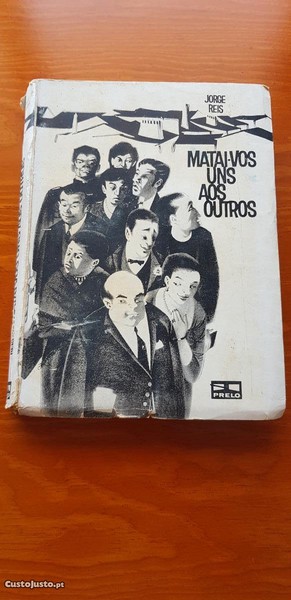 JORGE
REIS
MATAI-VOS
UNS
AOS
OUTROS
PRELO
CustoJusto.pt